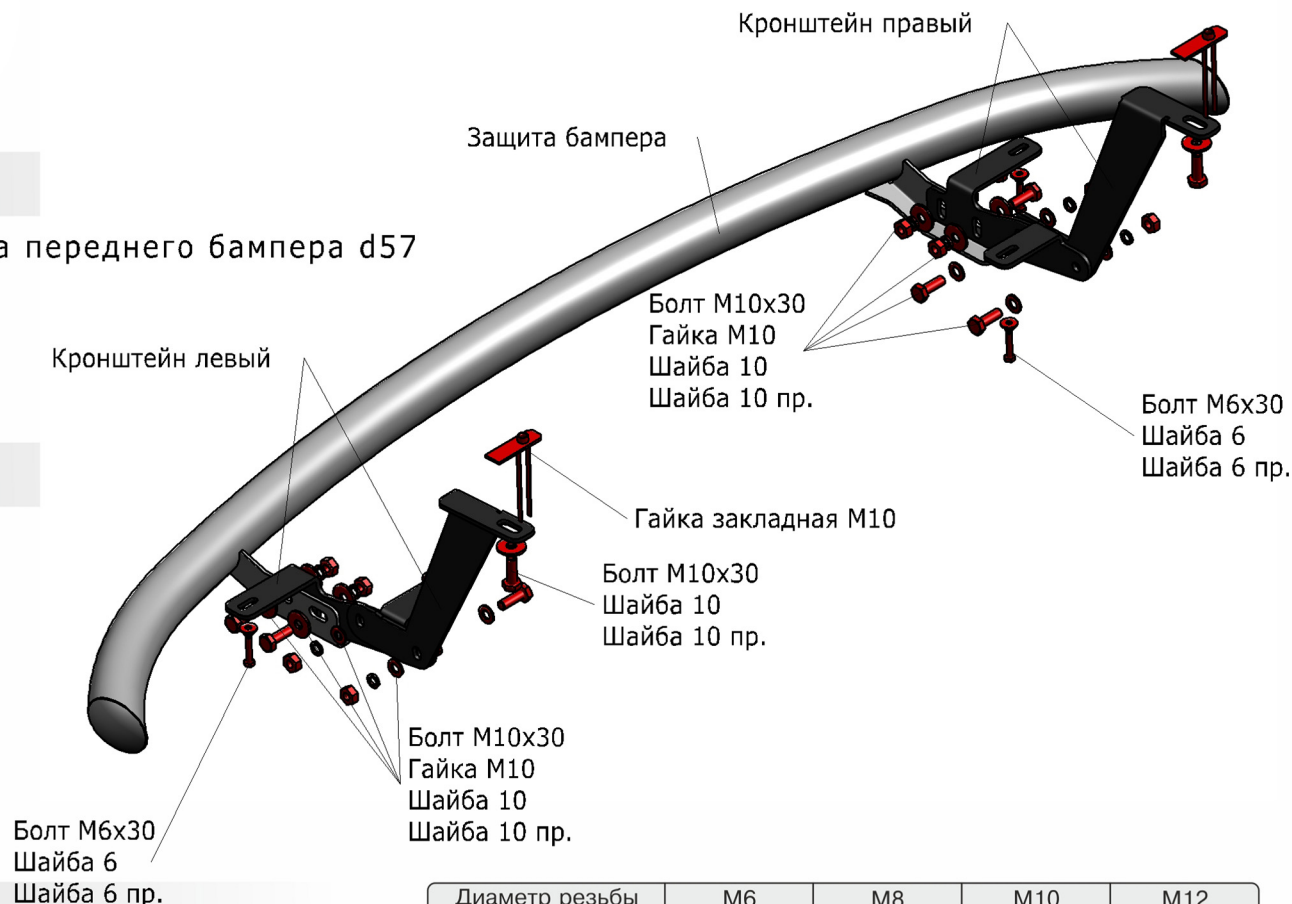 Кронштейн правый
Защита бампера
а переднего бампера d57
Кронштейн левый
Болт М10х30
Гайка М10
Шайба 10
Шайба 10 пр.
Болт М6х30
Шайба 6
Шайба 6 пр.
Гайка закладная М10
Болт М10х30
Шайба 10
Шайба 10 пр.
Болт М10х30
Гайка М10
Шайба 10
Шайба 10 пр.
Болт М6х30
Шайба 6
Шайба 6 пр.
Диаметр резьбы М6 М8 М10 М12